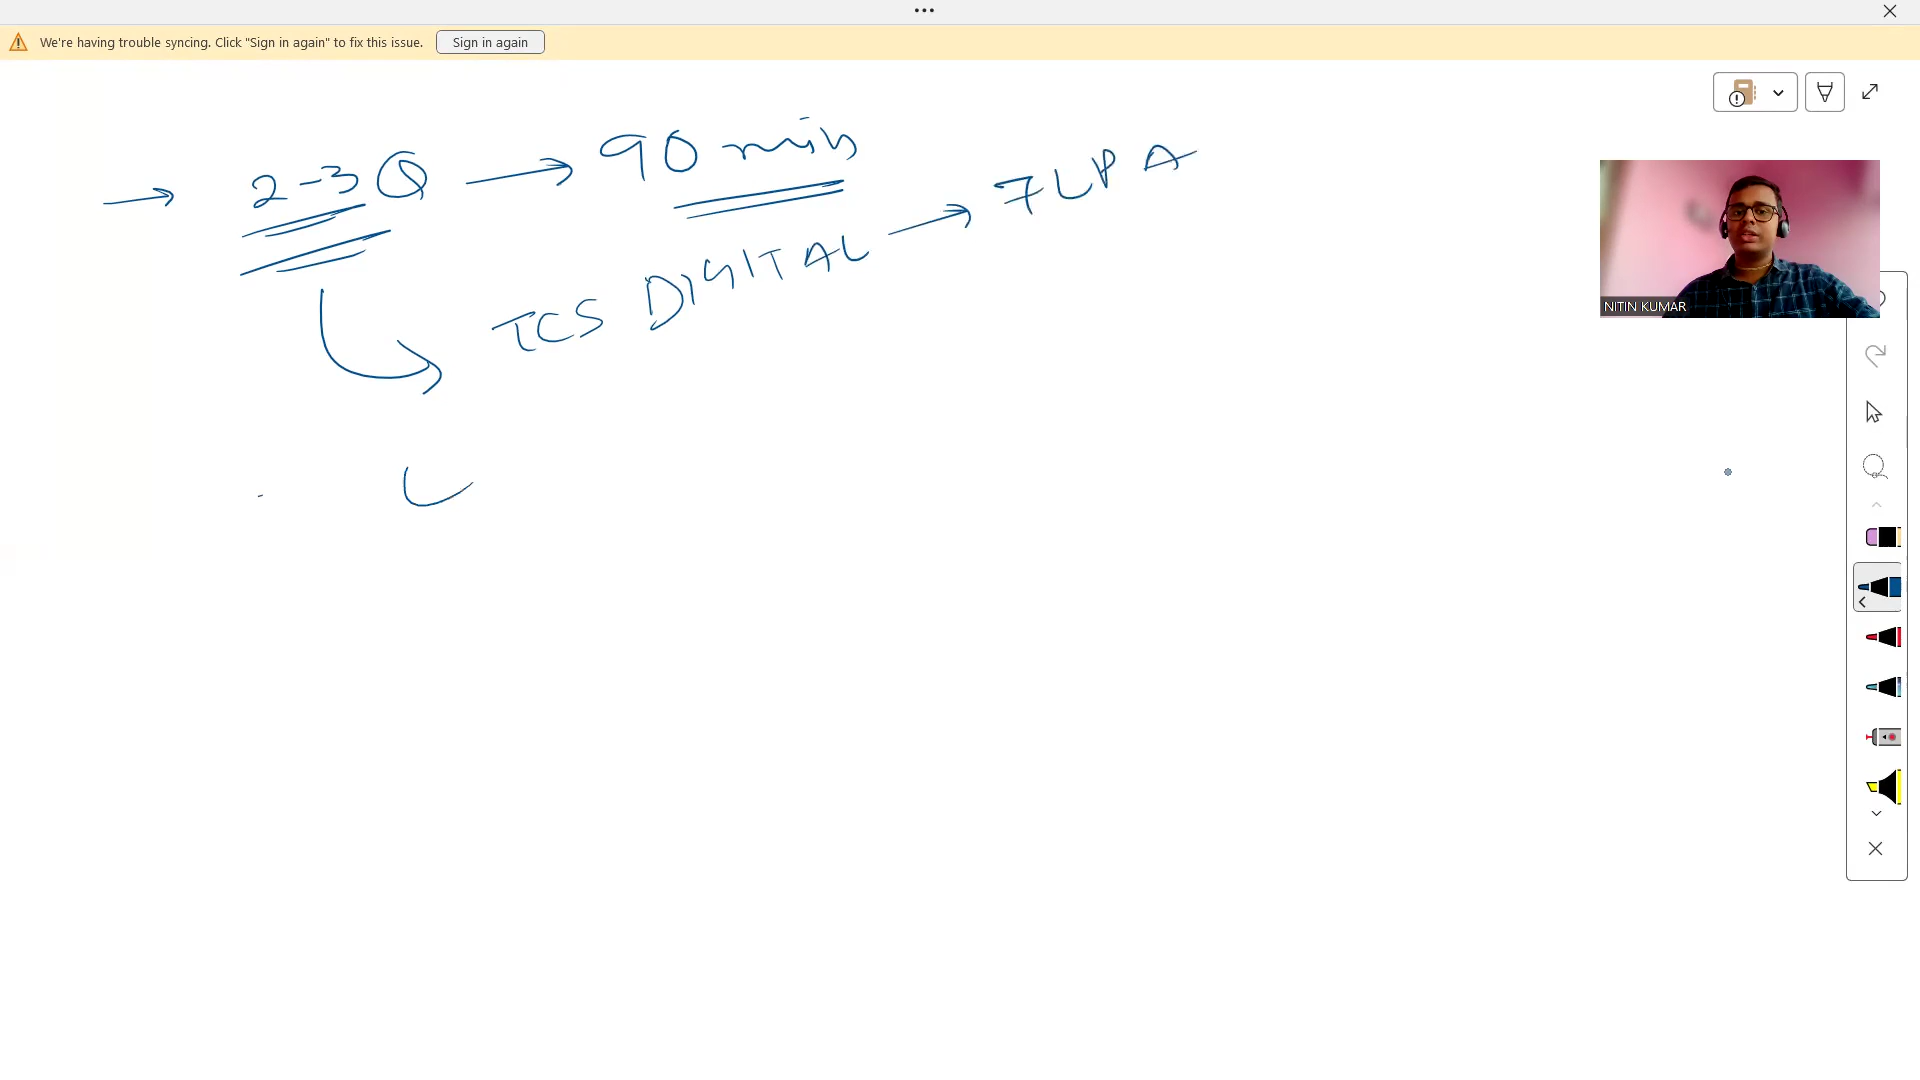 We're having trouble syncing. Click "Sign in again" to fix this issue. Sign in again
→ 2-3 Q → 90 min
TCS DIGITAL → 7 LPA
NITIN KUMAR